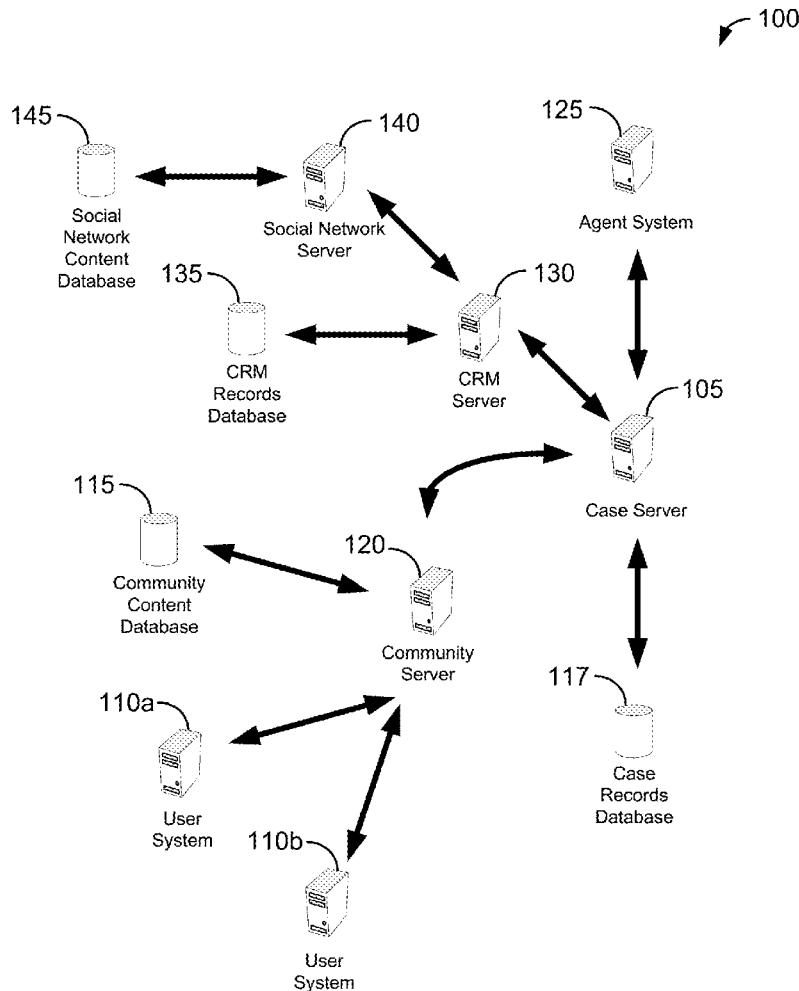 100
145
140
125
Social
Network
Content
Database
Social Network
Server
Agent System
135
130
CRM
Records
Database
CRM
Server
105
Case Server
115
120
Community
Content
Database
Community
Server
110a
117
User
System
Case
Records
Database
110b
User
System